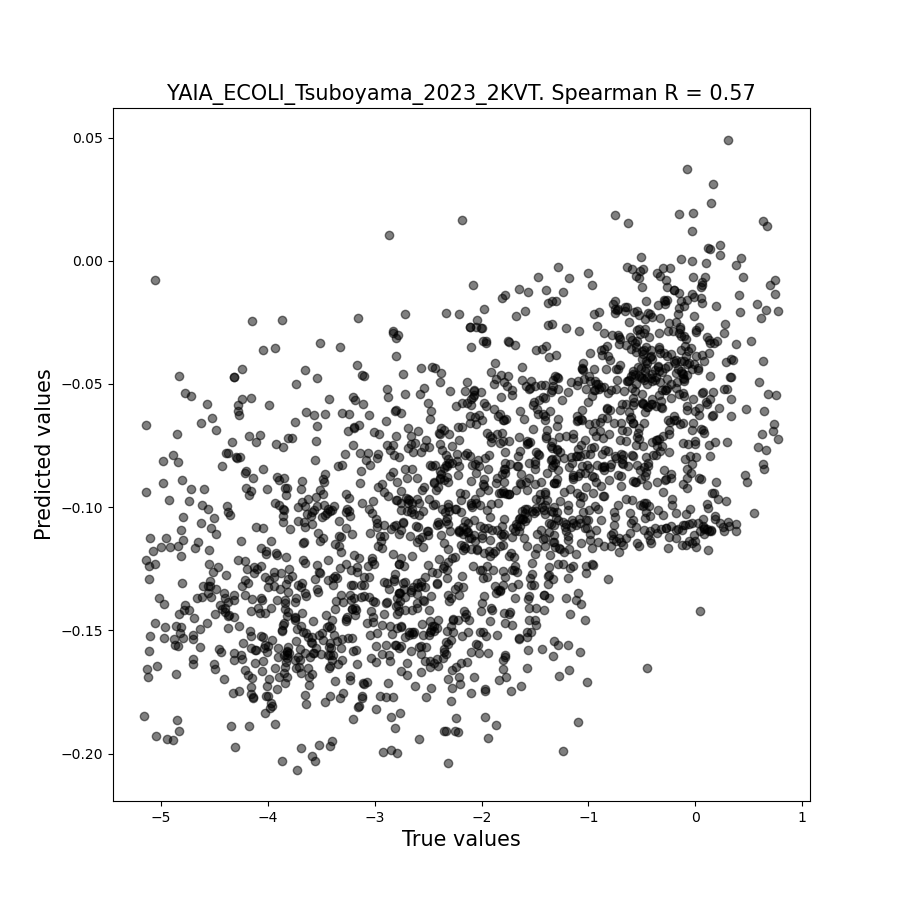 YAIA_ECOLI_Tsuboyama_2023_2KVT. Spearman R = 0.57
0.05
0.00
−0.05
−0.10
−0.15
−0.20
Predicted values
−5 −4 −3 −2 −1 0 1
True values